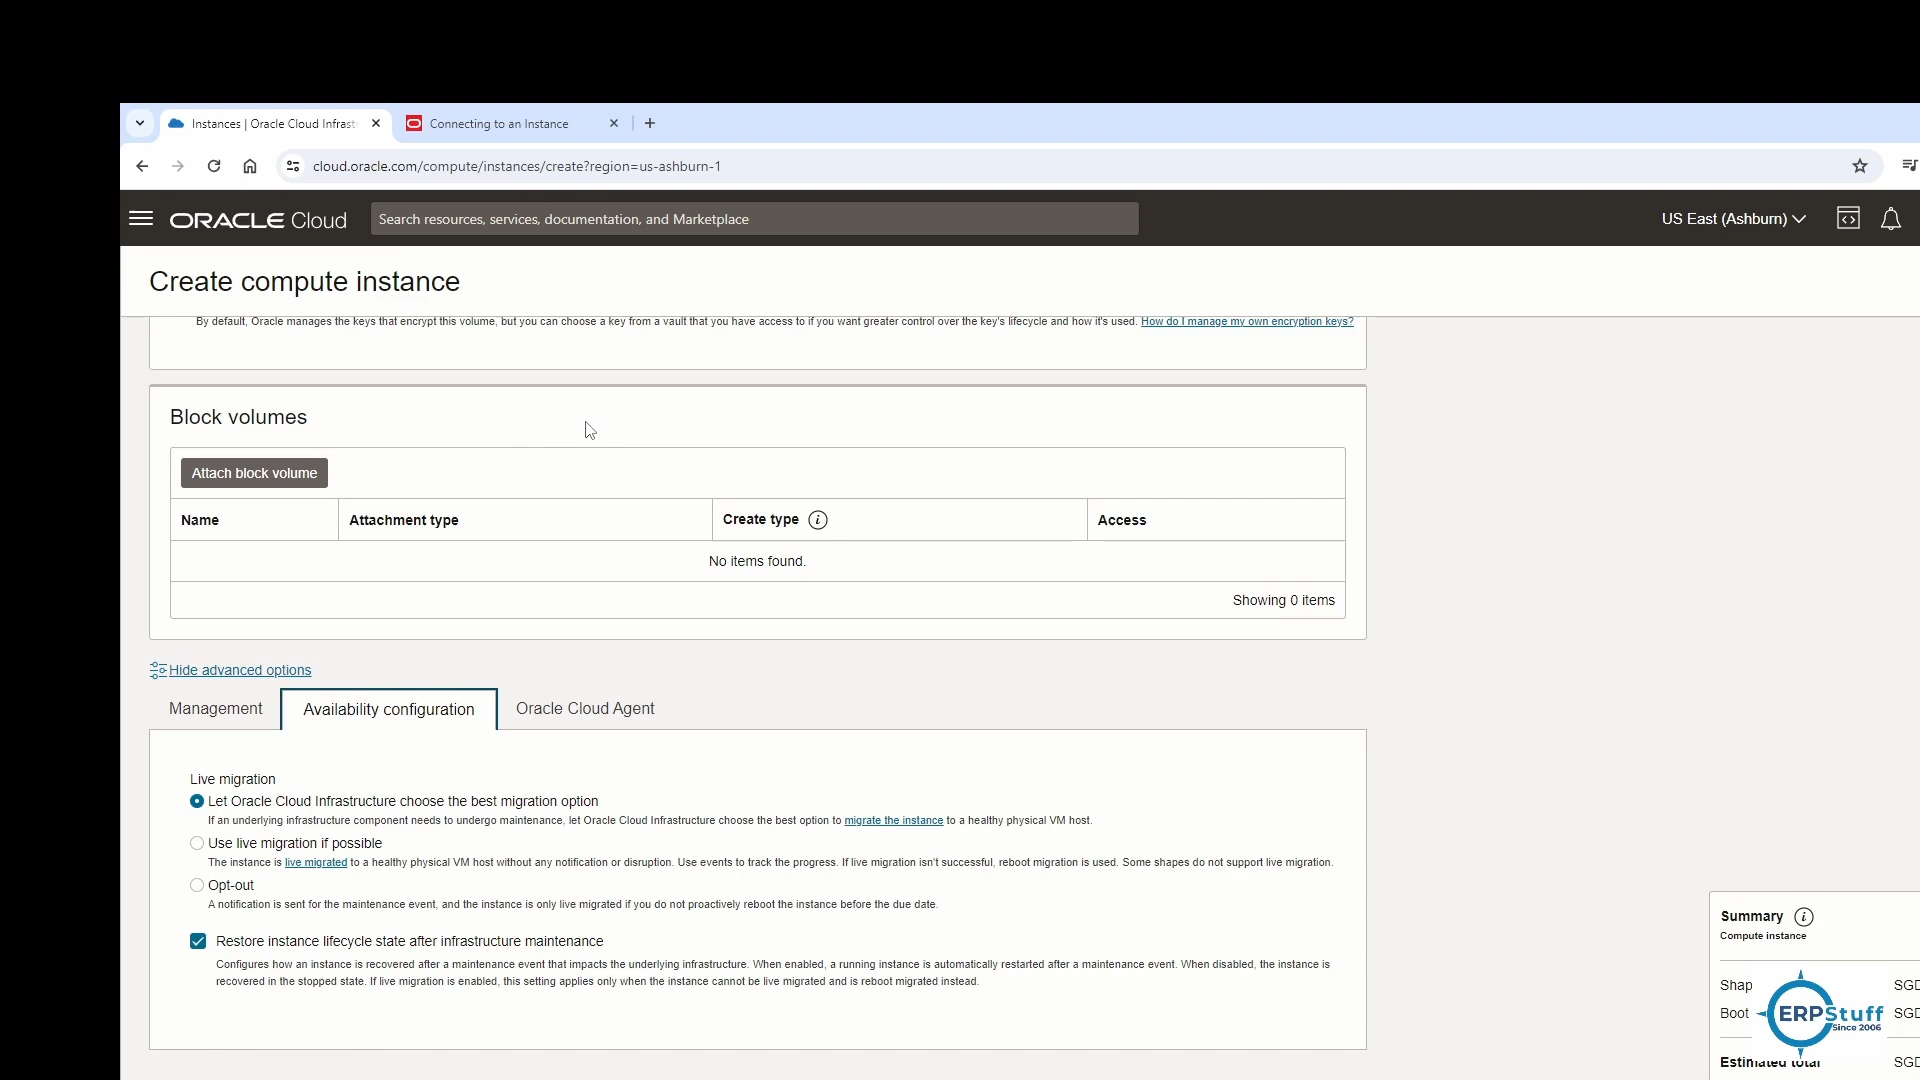 Instances | Oracle Cloud Infrast
Connecting to an Instance
cloud.oracle.com/compute/instances/create?region=us-ashburn-1
ORACLE Cloud
Search resources, services, documentation, and Marketplace
US East (Ashburn)
Create compute instance
By default, Oracle manages the keys that encrypt this volume, but you can choose a key from a vault that you have access to if you want greater control over the key's lifecycle and how it's used. How do I manage my own encryption keys?
Block volumes
Attach block volume
Name
Attachment type
Create type i
Access
No items found.
Showing 0 items
Hide advanced options
Management
Availability configuration
Oracle Cloud Agent
Live migration
Let Oracle Cloud Infrastructure choose the best migration option
If an underlying infrastructure component needs to undergo maintenance, let Oracle Cloud Infrastructure choose the best option to migrate the instance to a healthy physical VM host.
Use live migration if possible
The instance is live migrated to a healthy physical VM host without any notification or disruption. Use events to track the progress. If live migration isn't successful, reboot migration is used. Some shapes do not support live migration.
Opt-out
A notification is sent for the maintenance event, and the instance is only live migrated if you do not proactively reboot the instance before the due date.
Restore instance lifecycle state after infrastructure maintenance
Configures how an instance is recovered after a maintenance event that impacts the underlying infrastructure. When enabled, a running instance is automatically restarted after a maintenance event. When disabled, the instance is
recovered in the stopped state. If live migration is enabled, this setting applies only when the instance cannot be live migrated and is reboot migrated instead.
Summary i
Compute instance
Shap
SGD
Boot
SGD
ERPStuff
Since 2006
Estimated total
SGD